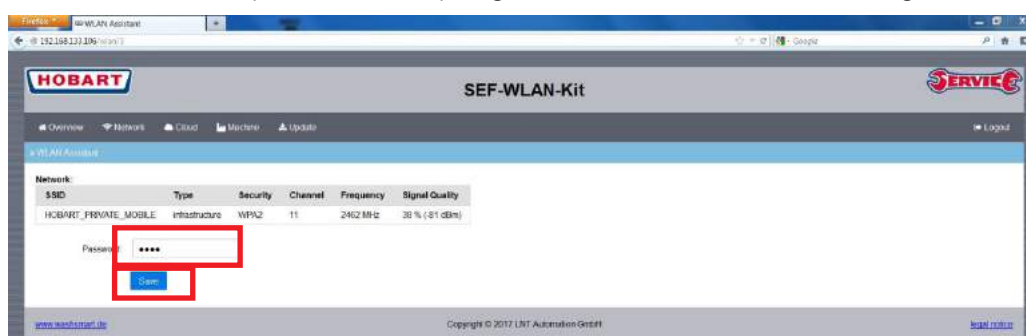 Firefox
WLAN Assistant
+
192.168.133.106/wlan/3
Google
HOBART
SEF-WLAN-Kit
SERVICE
Overview Network Cloud Machine Update Logout
» WLAN Assistant
Network:
SSID Type Security Channel Frequency Signal Quality
HOBART_PRIVATE_MOBILE infrastructure WPA2 11 2462 MHz 38 % (-81 dBm)
Password: ••••
Save
www.washsmart.de Copyright © 2017 LNT Automation GmbH legal notice